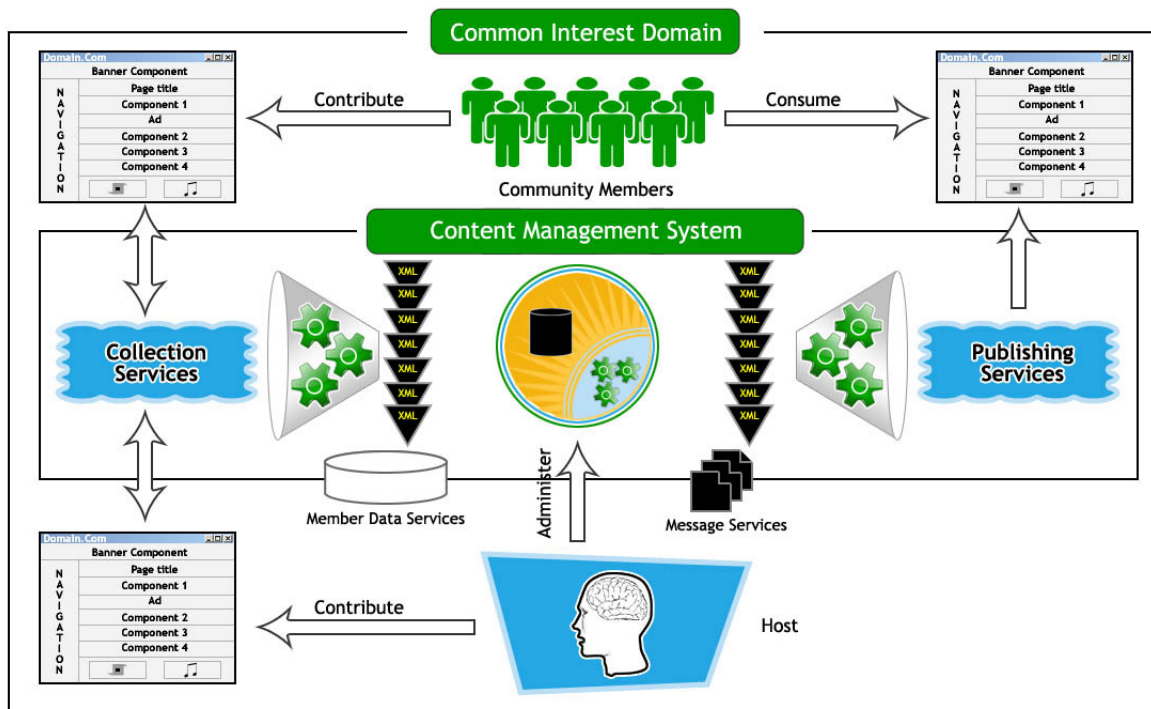 Common Interest Domain
Domain.Com
Banner Component
NAVIGATION
Page title
Component 1
Ad
Component 2
Component 3
Component 4
Contribute
Community Members
Consume
Domain.Com
Banner Component
NAVIGATION
Page title
Component 1
Ad
Component 2
Component 3
Component 4
Content Management System
Collection
Services
XML
XML
XML
XML
XML
XML
XML
XML
XML
XML
XML
XML
Publishing
Services
Member Data Services
Administer
Message Services
Domain.Com
Banner Component
NAVIGATION
Page title
Component 1
Ad
Component 2
Component 3
Component 4
Contribute
Host